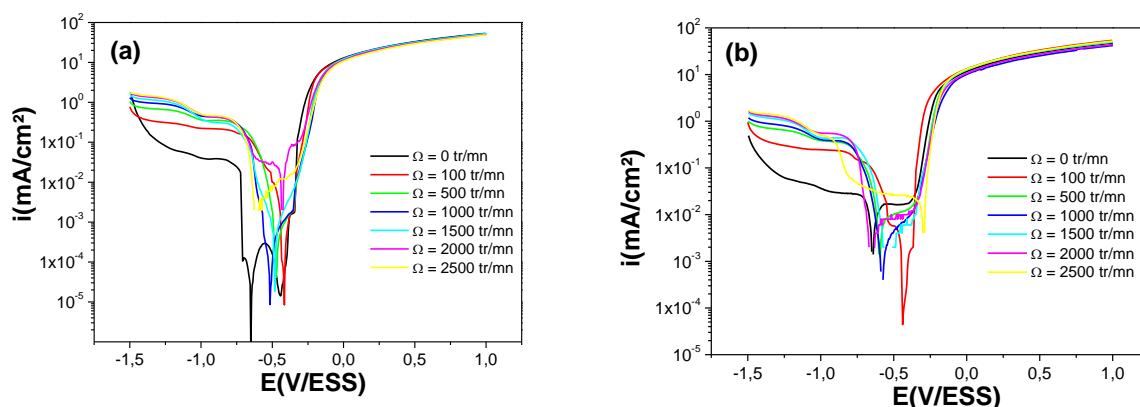 (a)
i(mA/cm²)
10²
10¹
10⁰
1x10⁻¹
1x10⁻²
10⁻³
1x10⁻⁴
10⁻⁵
-1,5
-1,0
-0,5
0,0
0,5
1,0
E(V/ESS)
Ω = 0 tr/mn
Ω = 100 tr/mn
Ω = 500 tr/mn
Ω = 1000 tr/mn
Ω = 1500 tr/mn
Ω = 2000 tr/mn
Ω = 2500 tr/mn
(b)
i(mA/cm²)
10²
10¹
10⁰
1x10⁻¹
1x10⁻²
10⁻³
1x10⁻⁴
10⁻⁵
-1,5
-1,0
-0,5
0,0
0,5
1,0
E(V/ESS)
Ω = 0 tr/mn
Ω = 100 tr/mn
Ω = 500 tr/mn
Ω = 1000 tr/mn
Ω = 1500 tr/mn
Ω = 2000 tr/mn
Ω = 2500 tr/mn